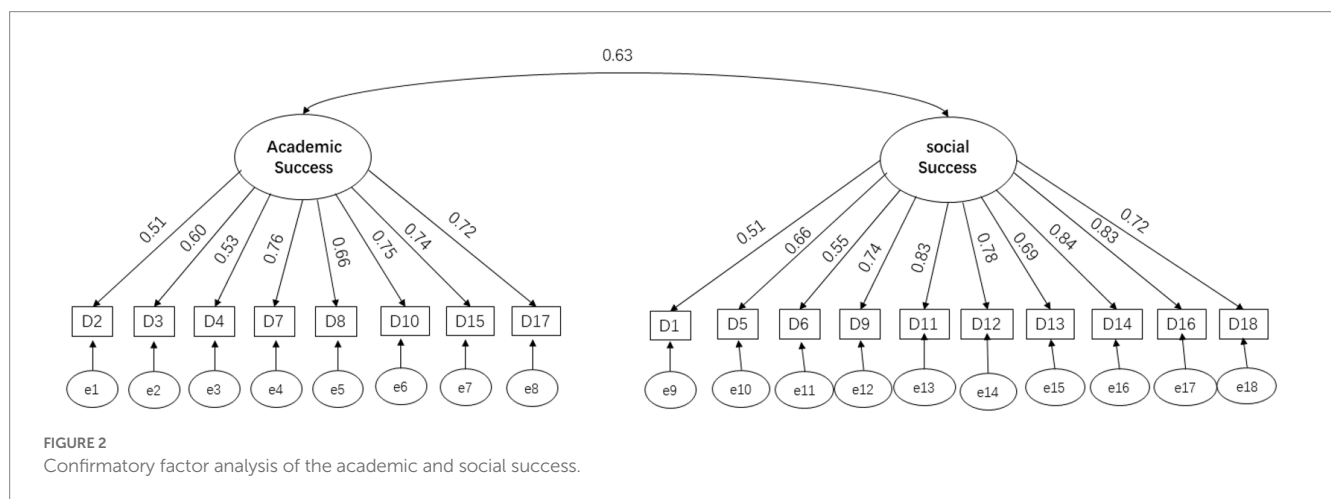 0.63
Academic
Success
social
Success
0.51
0.60
0.53
0.76
0.66
0.75
0.74
0.72
0.51
0.66
0.55
0.74
0.83
0.78
0.69
0.84
0.83
0.72
D2 D3 D4 D7 D8 D10 D15 D17
D1 D5 D6 D9 D11 D12 D13 D14 D16 D18
e1 e2 e3 e4 e5 e6 e7 e8
e9 e10 e11 e12 e13 e14 e15 e16 e17 e18
FIGURE 2
Confirmatory factor analysis of the academic and social success.